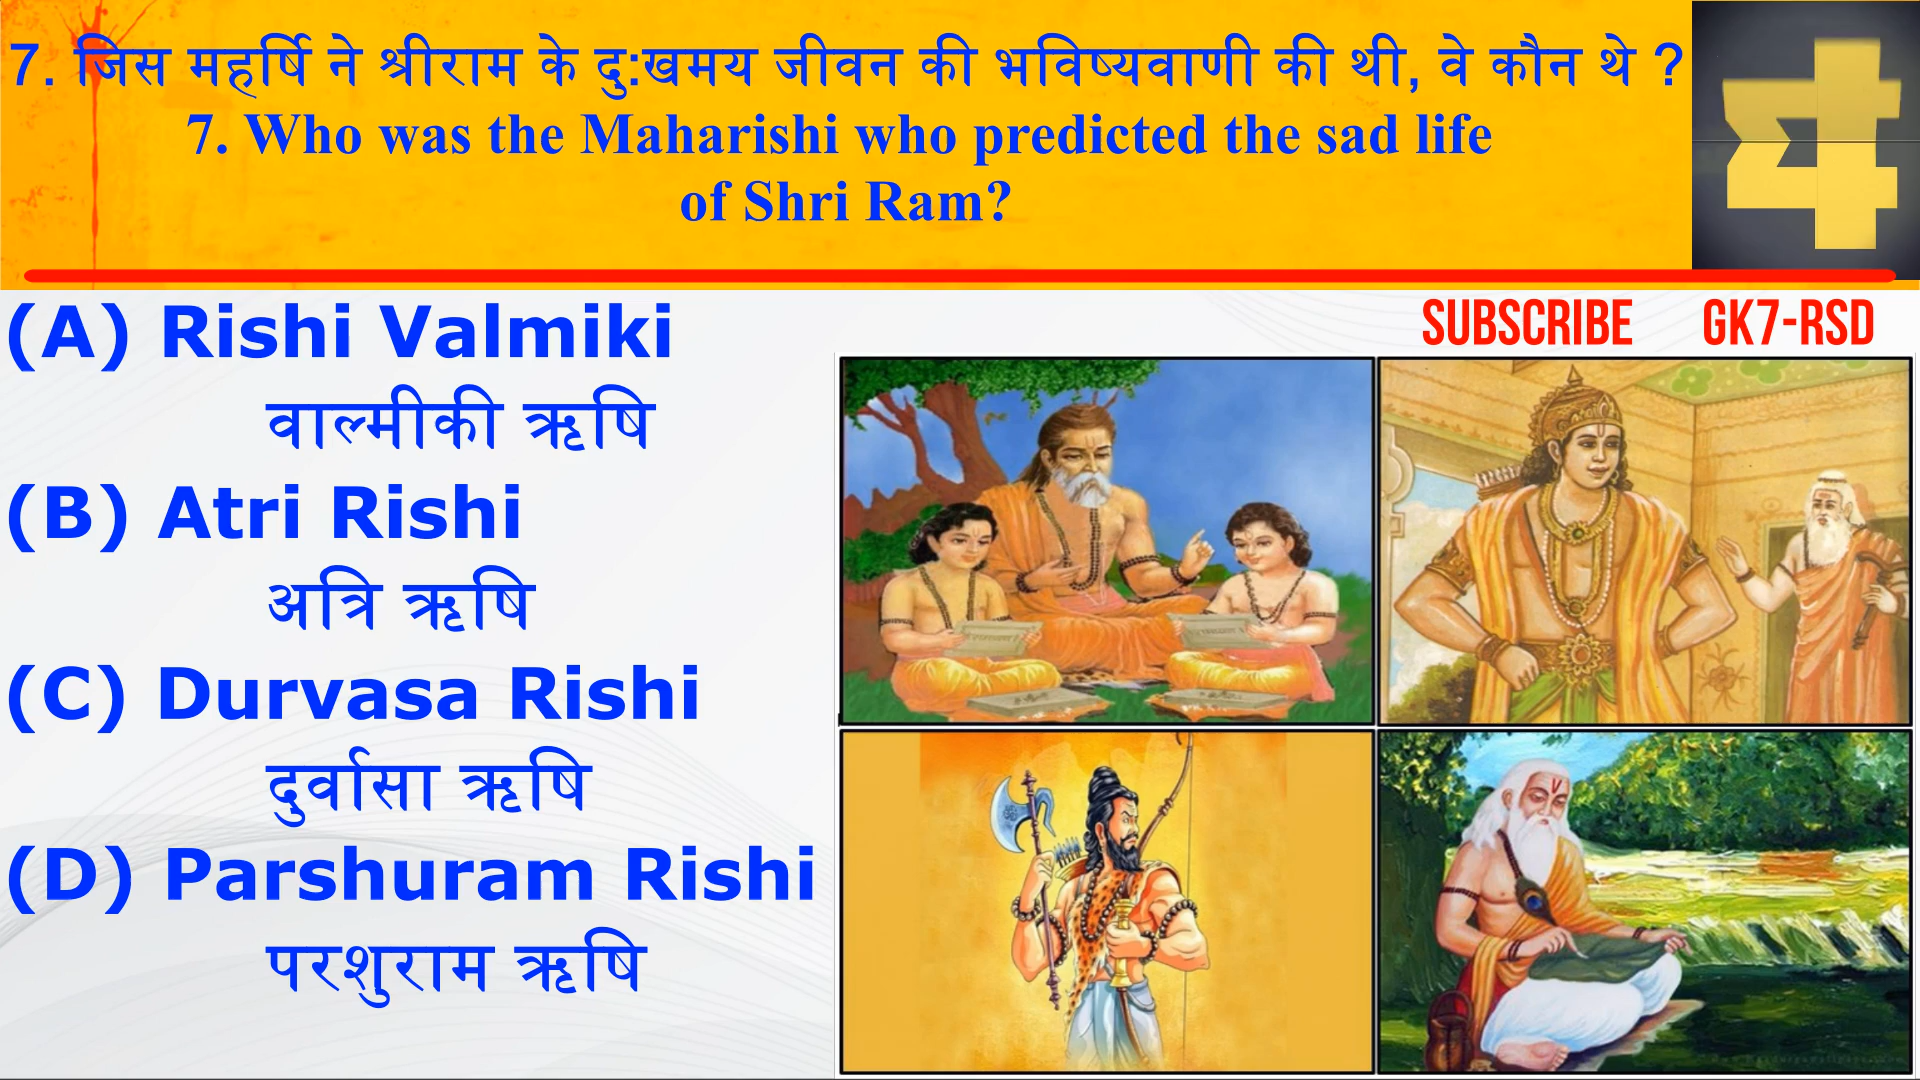 7. जिस महर्षि ने श्रीराम के दु:खमय जीवन की भविष्यवाणी की थी, वे कौन थे ?
7. Who was the Maharishi who predicted the sad life
of Shri Ram?
SUBSCRIBE GK7-RSD
(A) Rishi Valmiki
वाल्मीकी ऋषि
(B) Atri Rishi
अत्रि ऋषि
(C) Durvasa Rishi
दुर्वासा ऋषि
(D) Parshuram Rishi
परशुराम ऋषि